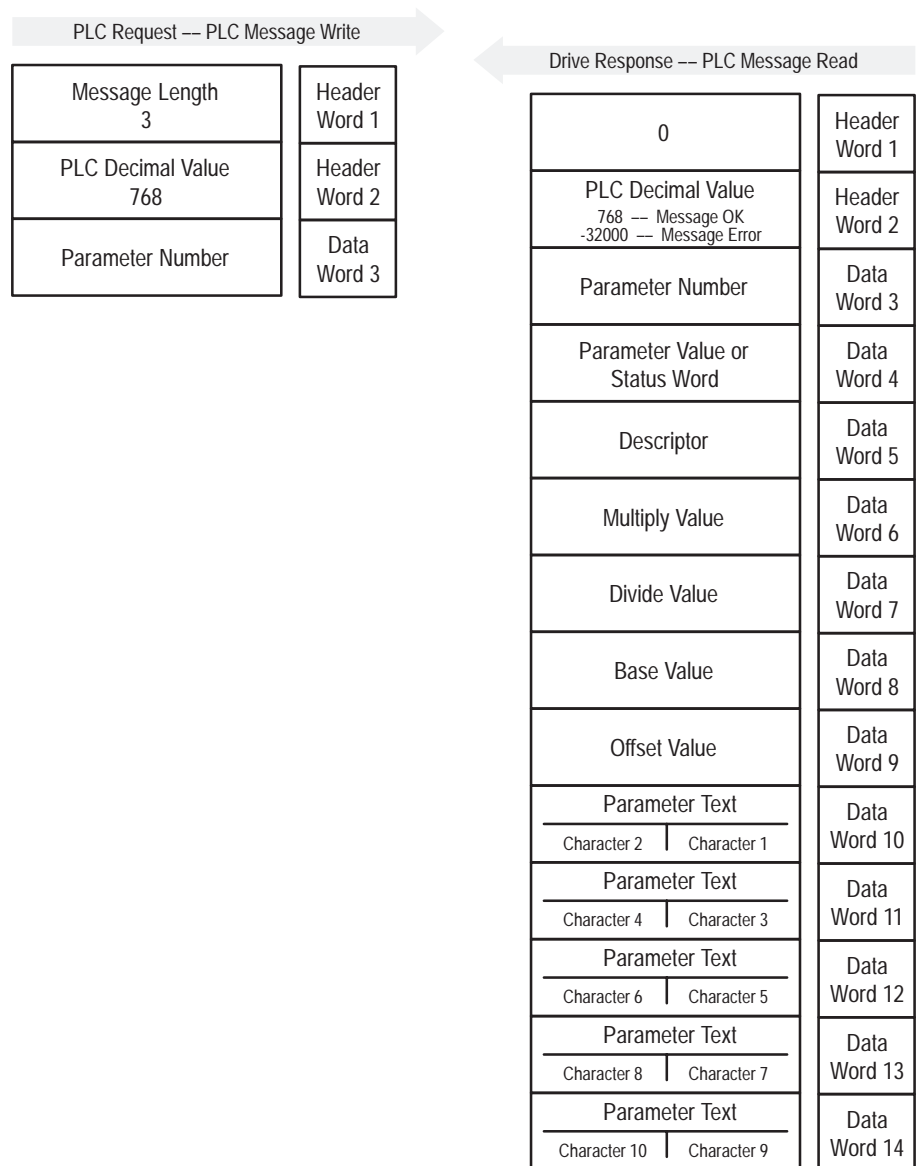 PLC Request –– PLC Message Write
Message Length
3
Header
Word 1
PLC Decimal Value
768
Header
Word 2
Parameter Number
Data
Word 3
Drive Response –– PLC Message Read
0
Header
Word 1
PLC Decimal Value
768 –– Message OK
-32000 –– Message Error
Header
Word 2
Parameter Number
Data
Word 3
Parameter Value or
Status Word
Data
Word 4
Descriptor
Data
Word 5
Multiply Value
Data
Word 6
Divide Value
Data
Word 7
Base Value
Data
Word 8
Offset Value
Data
Word 9
Parameter Text
Character 2 Character 1
Data
Word 10
Parameter Text
Character 4 Character 3
Data
Word 11
Parameter Text
Character 6 Character 5
Data
Word 12
Parameter Text
Character 8 Character 7
Data
Word 13
Parameter Text
Character 10 Character 9
Data
Word 14